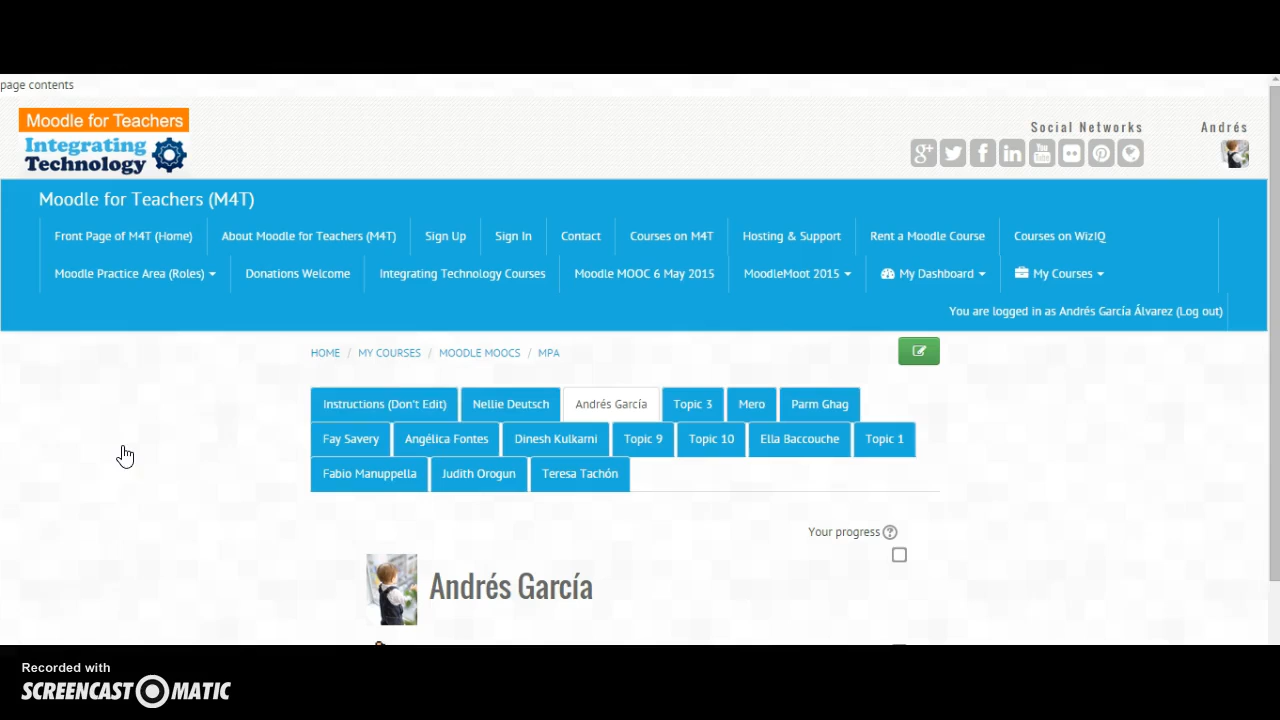 page contents
Moodle for Teachers
Integrating
Technology
Social Networks
Andrés
You
Tube
Moodle for Teachers (M4T)
Front Page of M4T (Home) About Moodle for Teachers (M4T) Sign Up Sign In Contact Courses on M4T Hosting & Support Rent a Moodle Course Courses on WizIQ
Moodle Practice Area (Roles) Donations Welcome Integrating Technology Courses Moodle MOOC 6 May 2015 MoodleMoot 2015 My Dashboard My Courses
You are logged in as Andrés García Álvarez (Log out)
HOME / MY COURSES / MOODLE MOOCS / MPA
Instructions (Don't Edit) Nellie Deutsch Andrés García Topic 3 Mero Parm Ghag
Fay Savery Angélica Fontes Dinesh Kulkarni Topic 9 Topic 10 Ella Baccouche Topic 1
Fabio Manuppella Judith Orogun Teresa Tachón
Your progress ?
Andrés García
Recorded with
SCREENCAST MATIC